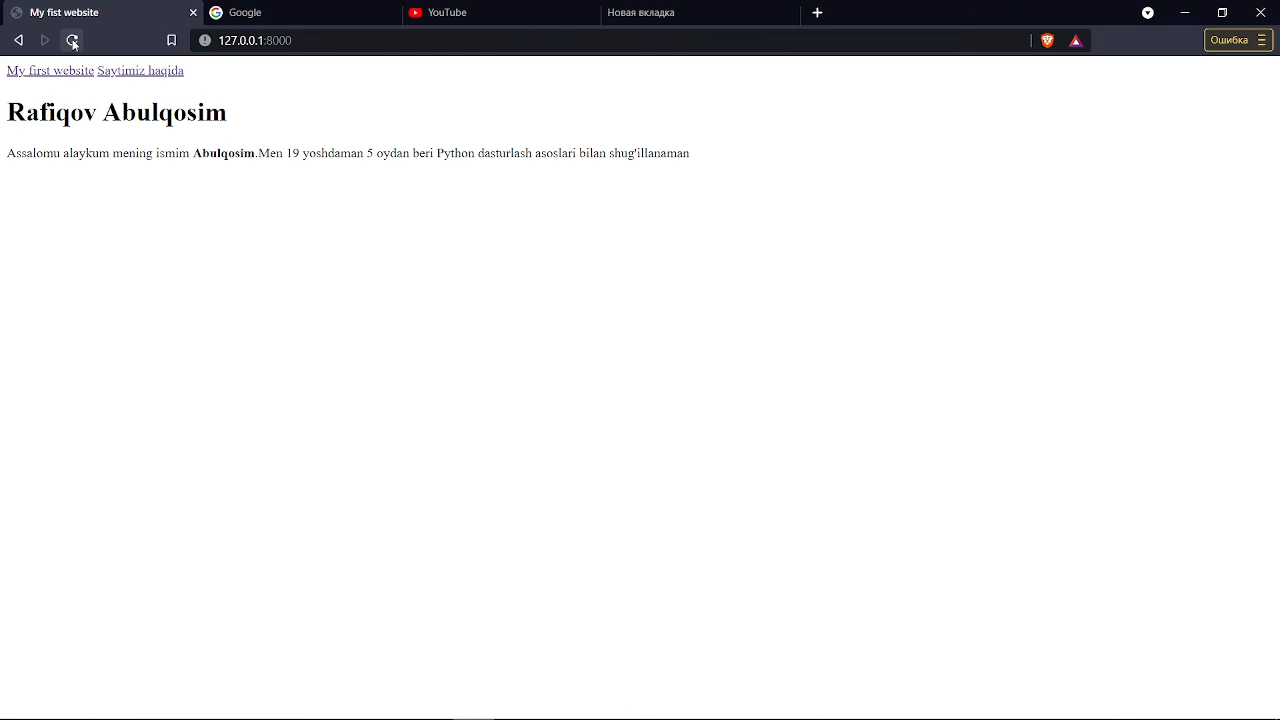 My fist website
Google
YouTube
Новая вкладка
127.0.0.1:8000
Ошибка
My first website Saytimiz haqida
Rafiqov Abulqosim
Assalomu alaykum mening ismim Abulqosim.Men 19 yoshdaman 5 oydan beri Python dasturlash asoslari bilan shug'illanaman